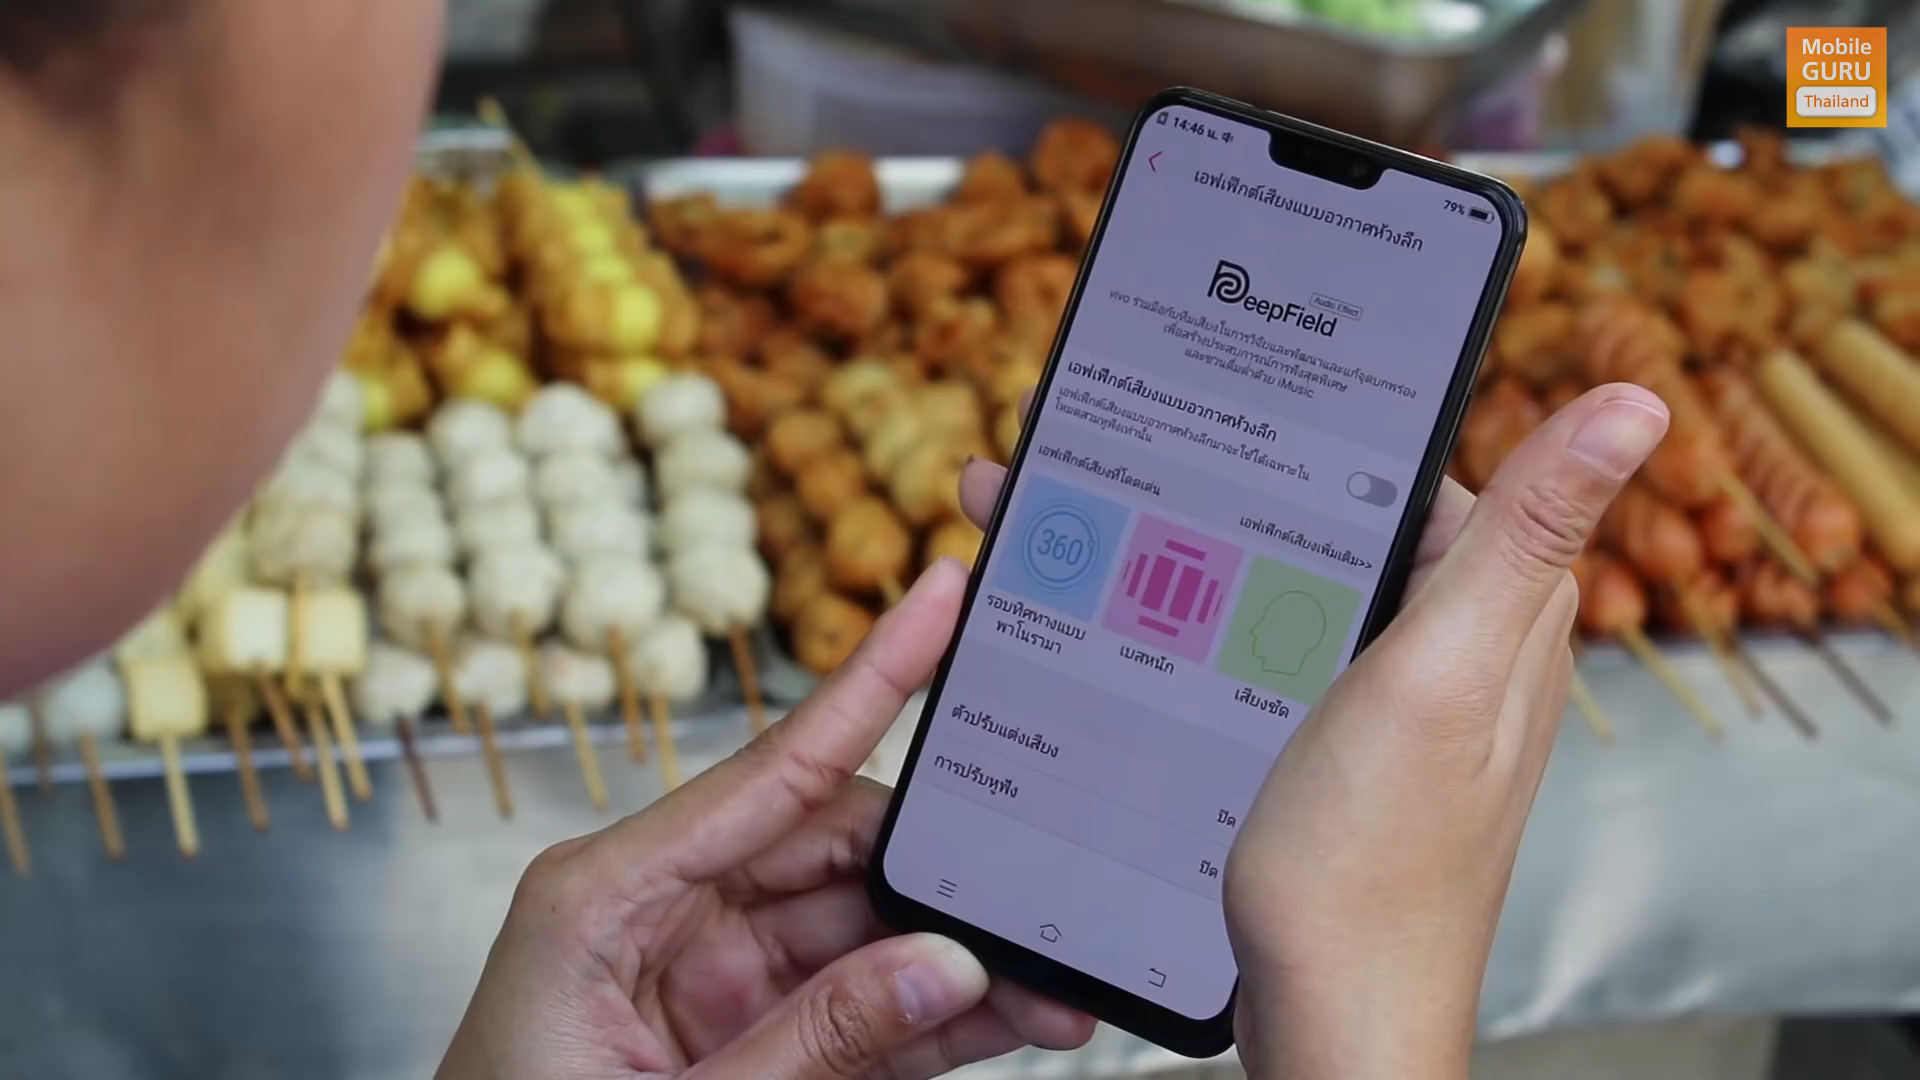 Mobile
GURU
Thailand
14:46 น.
79%
เอฟเฟ็กต์เสียงแบบอวกาศห้วงลึก
DeepField
Audio Effect
vivo ร่วมมือกับทีมเสียงในการวิจัยและพัฒนาและแก้จุดบกพร่อง
เพื่อสร้างประสบการณ์การฟังสุดพิเศษ
และชวนดื่มด่ำด้วย iMusic
เอฟเฟ็กต์เสียงแบบอวกาศห้วงลึก
เอฟเฟ็กต์เสียงแบบอวกาศห้วงลึกมาจะใช้ได้เฉพาะใน
โหมดสวมหูฟังเท่านั้น
เอฟเฟ็กต์เสียงที่โดดเด่น
เอฟเฟ็กต์เสียงเพิ่มเติม>>
360°
รอบทิศทางแบบ
พาโนรามา
เบสหนัก
เสียงชัด
ตัวปรับแต่งเสียง
ปิด
การปรับหูฟัง
ปิด